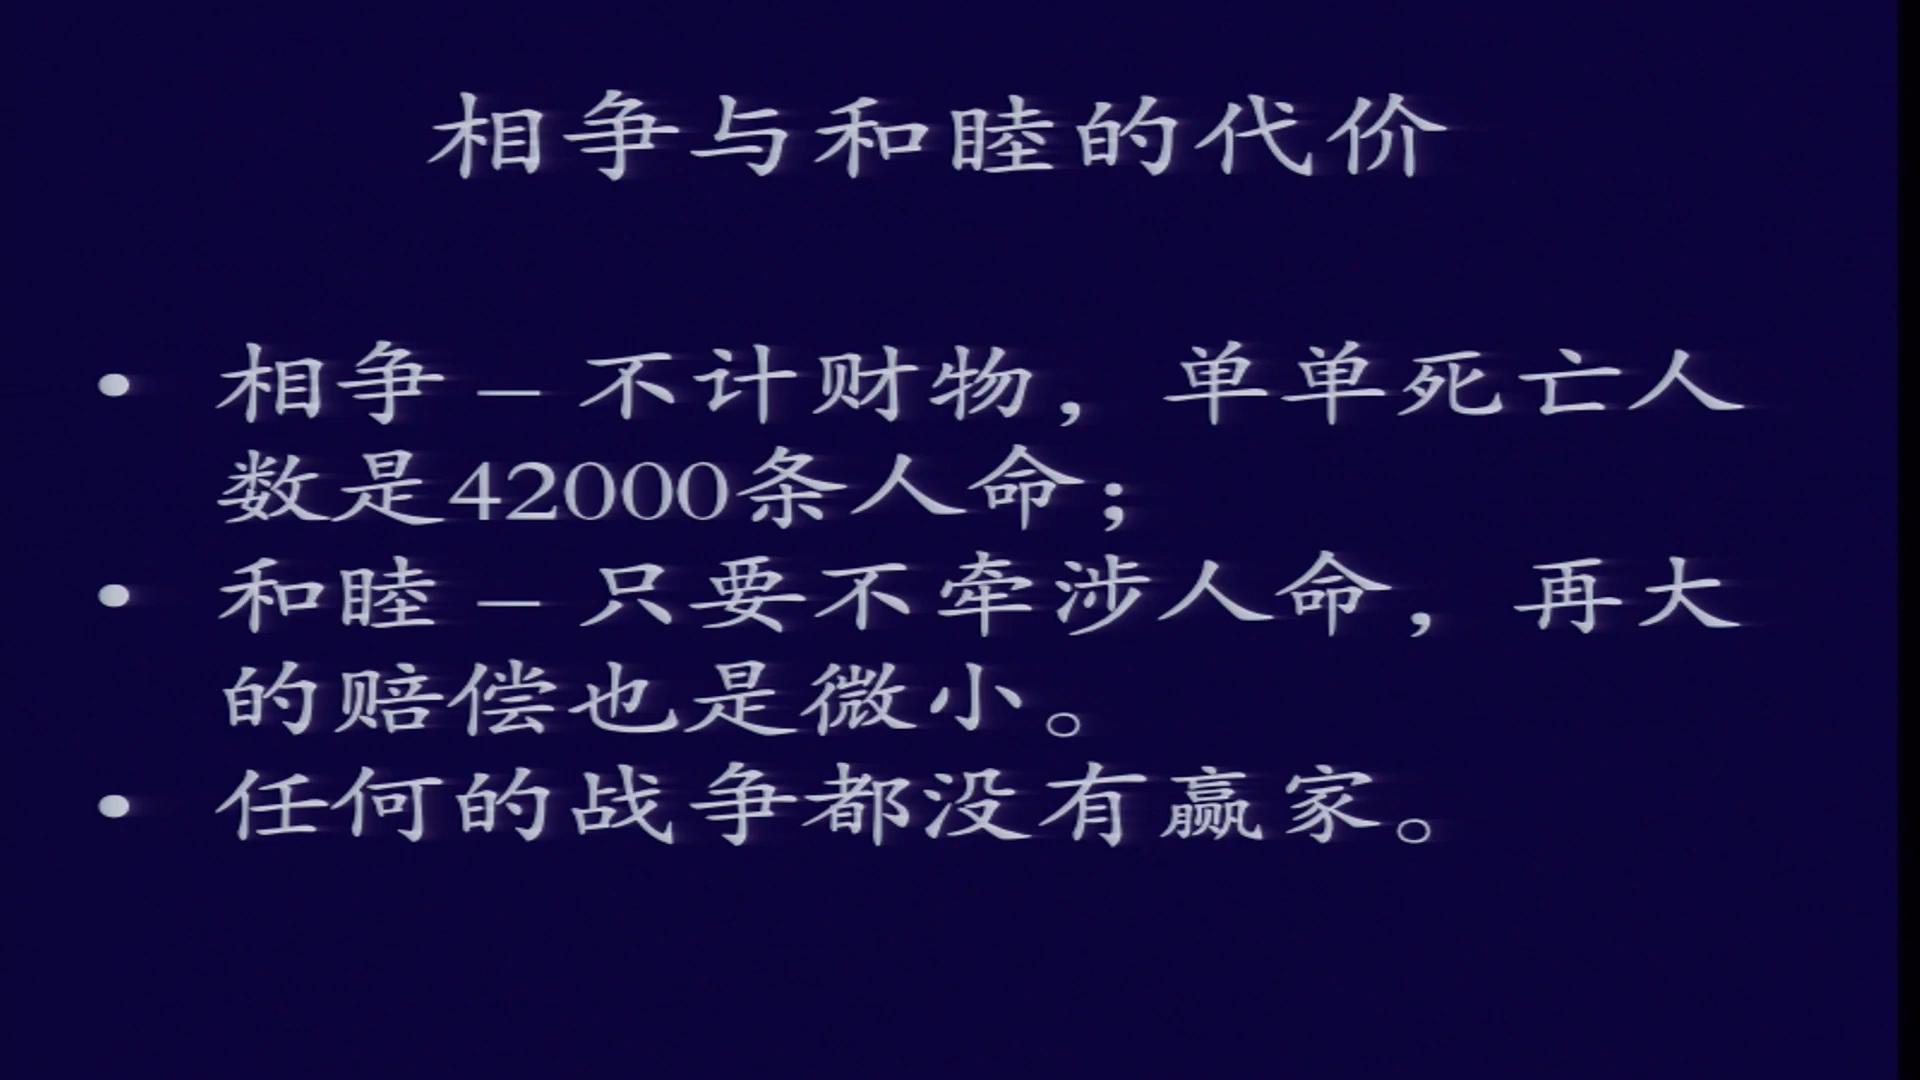 相争与和睦的代价
• 相争 – 不计财物，单单死亡人
数是42000条人命；
• 和睦 – 只要不牵涉人命，再大
的赔偿也是微小。
• 任何的战争都没有赢家。